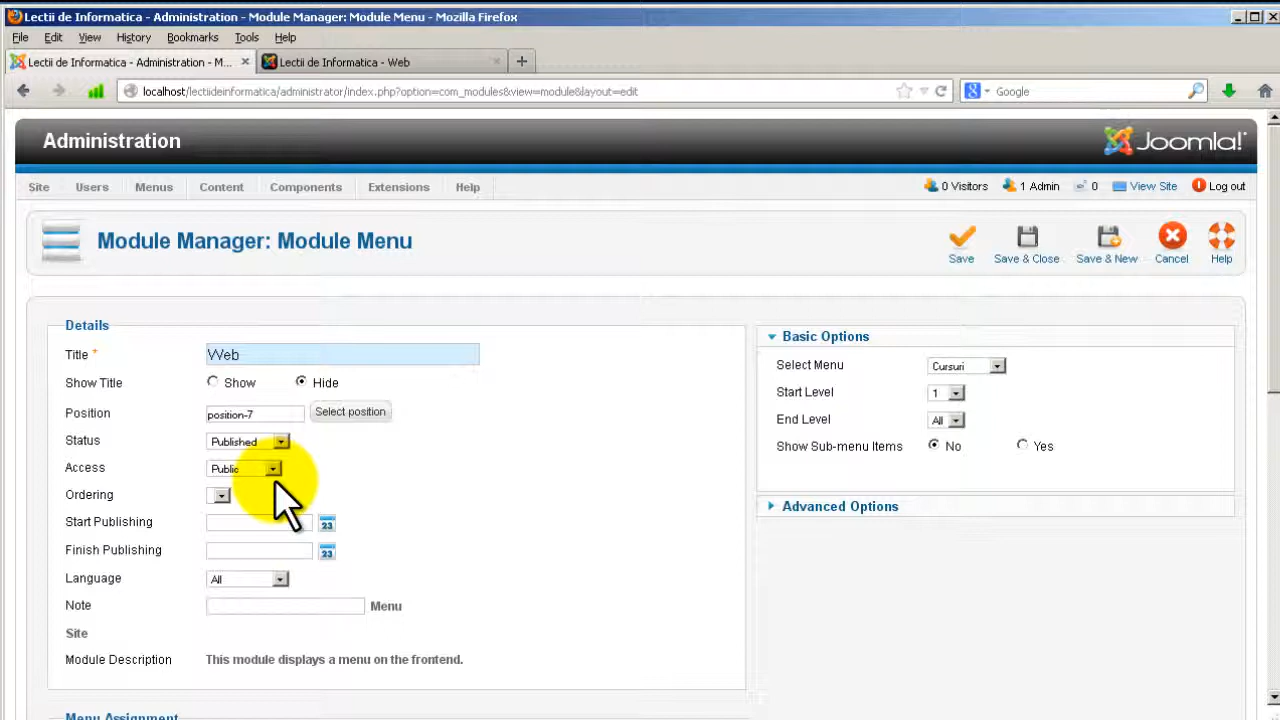 Lectii de Informatica - Administration - Module Manager: Module Menu - Mozilla Firefox
File Edit View History Bookmarks Tools Help
Lectii de Informatica - Administration - M...
Lectii de Informatica - Web
localhost/lectiideinformatica/administrator/index.php?option=com_modules&view=module&layout=edit
Google
Administration
Joomla!
Site Users Menus Content Components Extensions Help
0 Visitors 1 Admin 0 View Site Log out
Module Manager: Module Menu
Save Save & Close Save & New Cancel Help
Details
Title *
Web
Show Title
Show Hide
Position
position-7
Select position
Status
Published
Access
Public
Ordering
Start Publishing
23
Finish Publishing
23
Language
All
Note
Menu
Site
Module Description
This module displays a menu on the frontend.
Menu Assignment
Basic Options
Select Menu
Cursuri
Start Level
1
End Level
All
Show Sub-menu Items
No Yes
Advanced Options